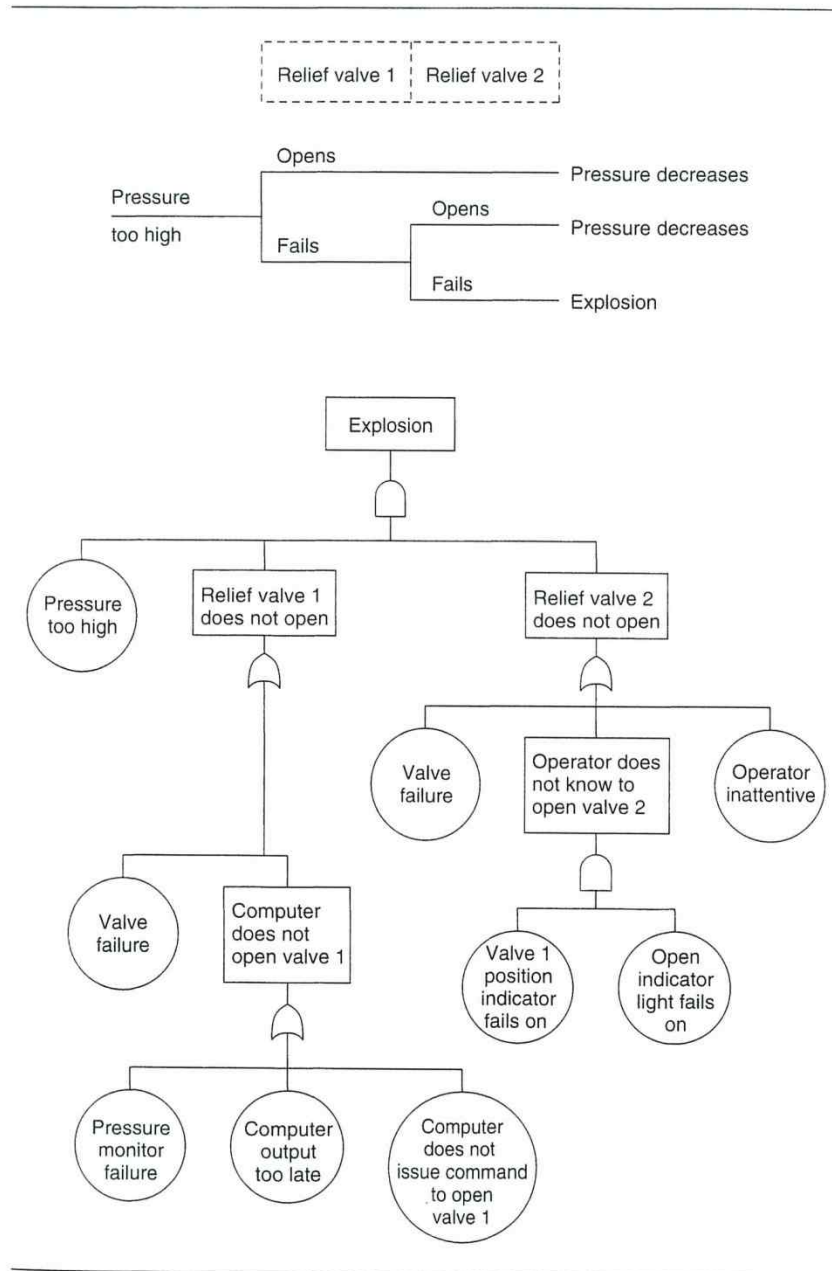 Relief valve 1
Relief valve 2
Opens
Pressure decreases
Pressure
too high
Opens
Pressure decreases
Fails
Fails
Explosion
Explosion
Pressure
too high
Relief valve 1
does not open
Relief valve 2
does not open
Valve
failure
Operator does
not know to
open valve 2
Operator
inattentive
Valve
failure
Computer
does not
open valve 1
Valve 1
position
indicator
fails on
Open
indicator
light fails
on
Pressure
monitor
failure
Computer
output
too late
Computer
does not
issue command
to open
valve 1